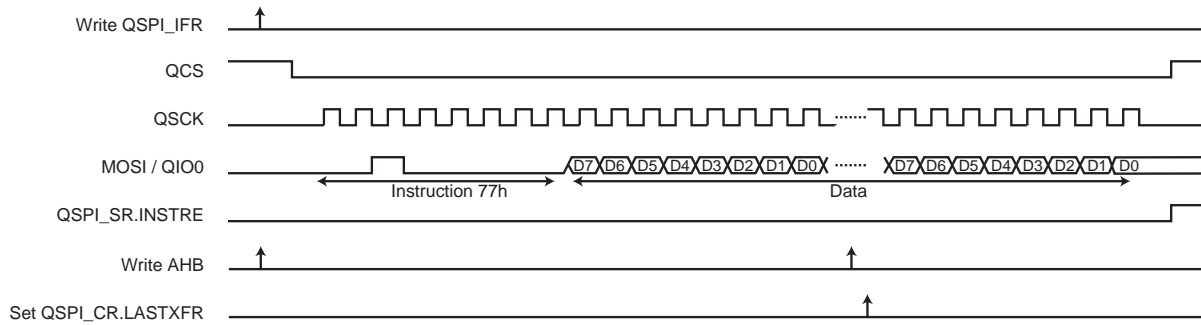 Write QSPI_IFR
QCS
QSCK
MOSI / QIO0
D7 D6 D5 D4 D3 D2 D1 D0 D7 D6 D5 D4 D3 D2 D1 D0
Instruction 77h
Data
QSPI_SR.INSTRE
Write AHB
Set QSPI_CR.LASTXFR